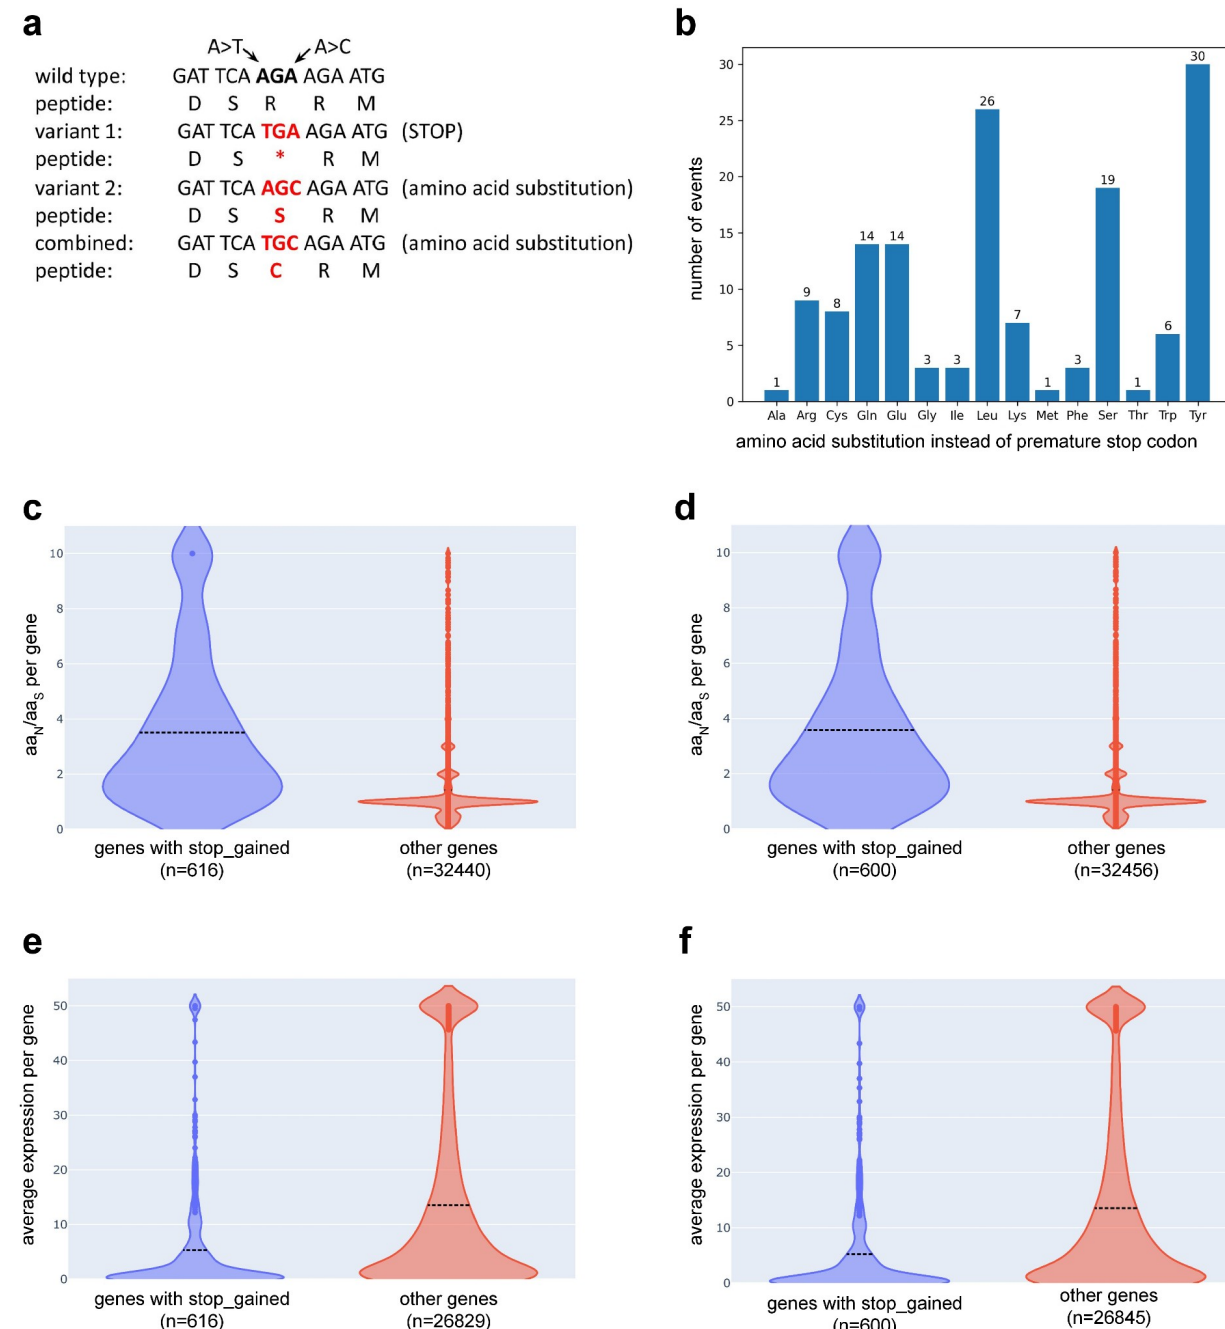 a
A>T A>C
wild type: GAT TCA AGA AGA ATG
peptide: D S R R M
variant 1: GAT TCA TGA AGA ATG (STOP)
peptide: D S * R M
variant 2: GAT TCA AGC AGA ATG (amino acid substitution)
peptide: D S S R M
combined: GAT TCA TGC AGA ATG (amino acid substitution)
peptide: D S C R M
b
number of events
30
25
20
15
10
5
0
1 9 8 14 14 3 3 26 7 1 3 19 1 6 30
Ala Arg Cys Gln Glu Gly Ile Leu Lys Met Phe Ser Thr Trp Tyr
amino acid substitution instead of premature stop codon
c
aaN/aaS per gene
10
8
6
4
2
0
genes with stop_gained other genes
(n=616) (n=32440)
d
aaN/aaS per gene
10
8
6
4
2
0
genes with stop_gained other genes
(n=600) (n=32456)
e
average expression per gene
50
40
30
20
10
0
genes with stop_gained other genes
(n=616) (n=26829)
f
average expression per gene
50
40
30
20
10
0
genes with stop_gained other genes
(n=600) (n=26845)